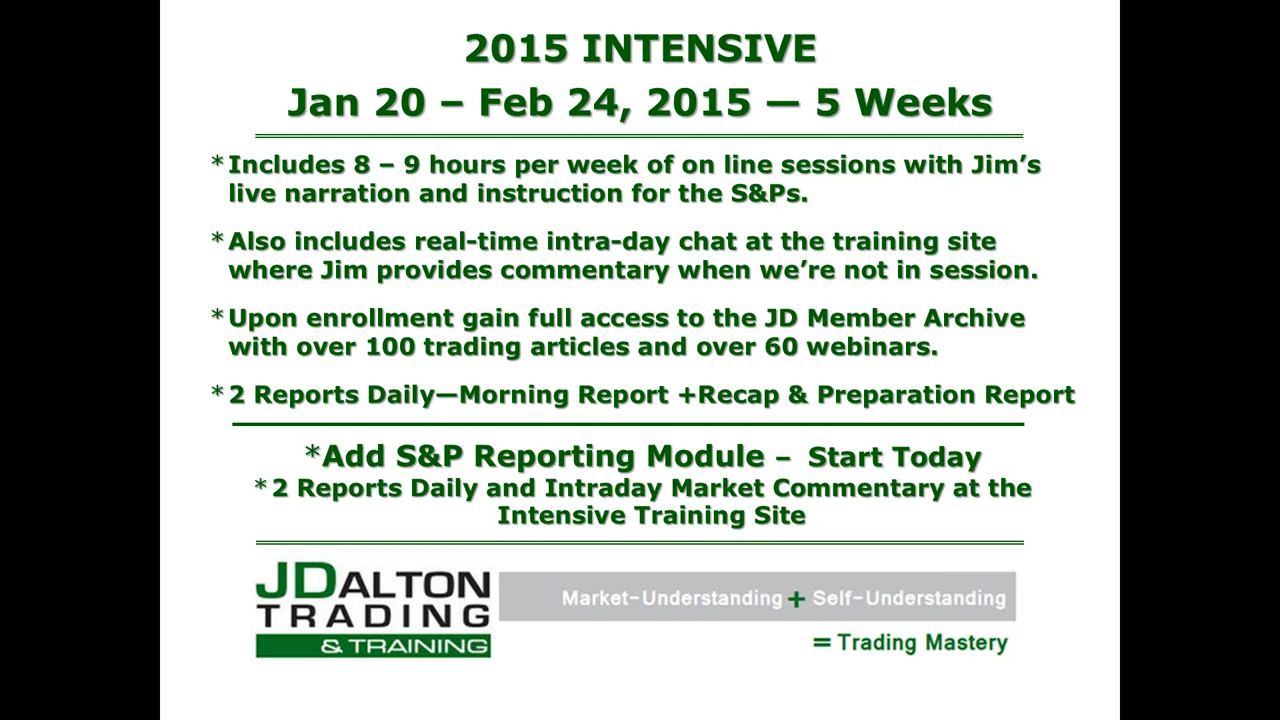 2015 INTENSIVE
Jan 20 – Feb 24, 2015 — 5 Weeks
*Includes 8 – 9 hours per week of on line sessions with Jim’s
live narration and instruction for the S&Ps.
*Also includes real-time intra-day chat at the training site
where Jim provides commentary when we’re not in session.
*Upon enrollment gain full access to the JD Member Archive
with over 100 trading articles and over 60 webinars.
*2 Reports Daily—Morning Report +Recap & Preparation Report
*Add S&P Reporting Module – Start Today
*2 Reports Daily and Intraday Market Commentary at the
Intensive Training Site
JDALTON
TRADING
& TRAINING
Market-Understanding + Self-Understanding
= Trading Mastery